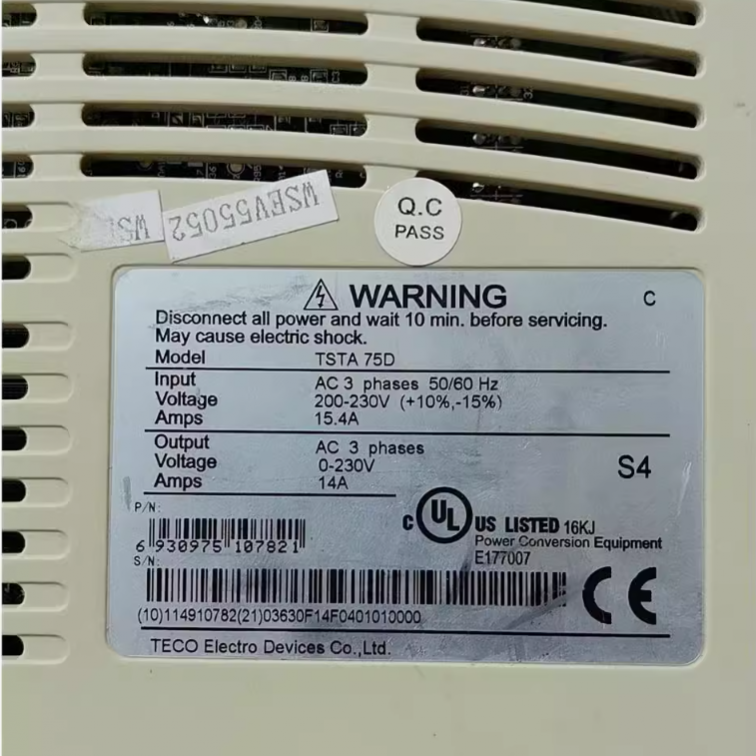 WSEV55052
Q.C
PASS
WARNING
C
Disconnect all power and wait 10 min. before servicing.
May cause electric shock.
Model TSTA 75D
Input AC 3 phases 50/60 Hz
Voltage 200-230V (+10%,-15%)
Amps 15.4A
Output AC 3 phases
Voltage 0-230V
Amps 14A
S4
P/N:
6 930975 107821
C UL US LISTED 16KJ
Power Conversion Equipment
E177007
S/N:
(10)114910782(21)03630F14F0401010000
CE
TECO Electro Devices Co.,Ltd.